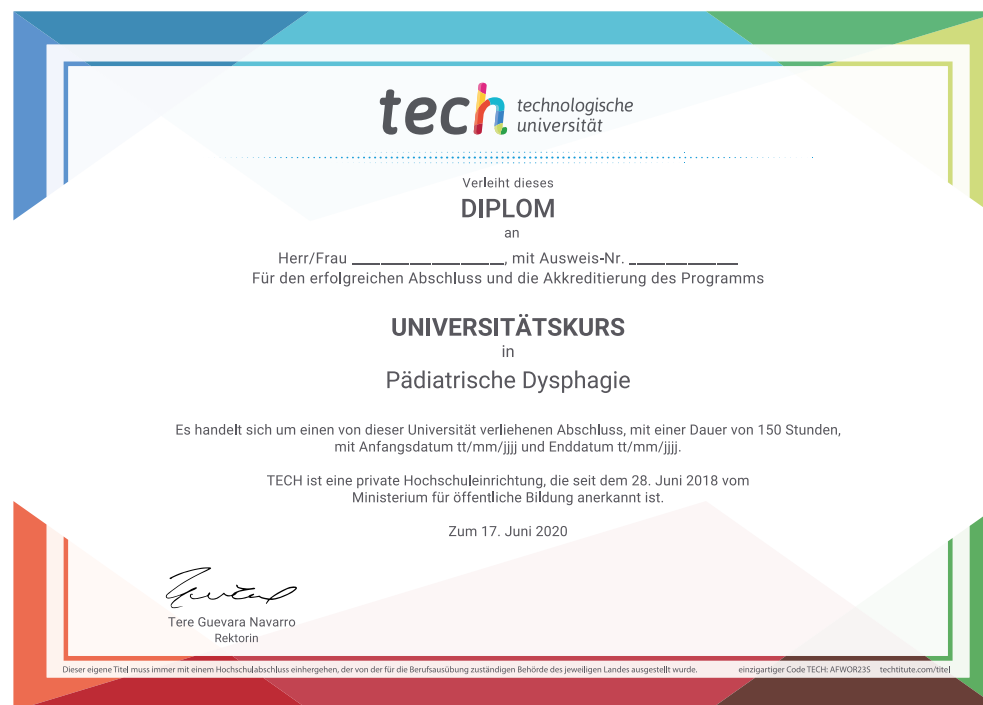 tech technologische
universität
Verleiht dieses
DIPLOM
an
Herr/Frau ____________________, mit Ausweis-Nr. ______________
Für den erfolgreichen Abschluss und die Akkreditierung des Programms
UNIVERSITÄTSKURS
in
Pädiatrische Dysphagie
Es handelt sich um einen von dieser Universität verliehenen Abschluss, mit einer Dauer von 150 Stunden,
mit Anfangsdatum tt/mm/jjjj und Enddatum tt/mm/jjjj.
TECH ist eine private Hochschuleinrichtung, die seit dem 28. Juni 2018 vom
Ministerium für öffentliche Bildung anerkannt ist.
Zum 17. Juni 2020
Tere Guevara Navarro
Rektorin
Dieser eigene Titel muss immer mit einem Hochschulabschluss einhergehen, der von der für die Berufsausübung zuständigen Behörde des jeweiligen Landes ausgestellt wurde. einzigartiger Code TECH: AFWOR23S techtitute.com/titel